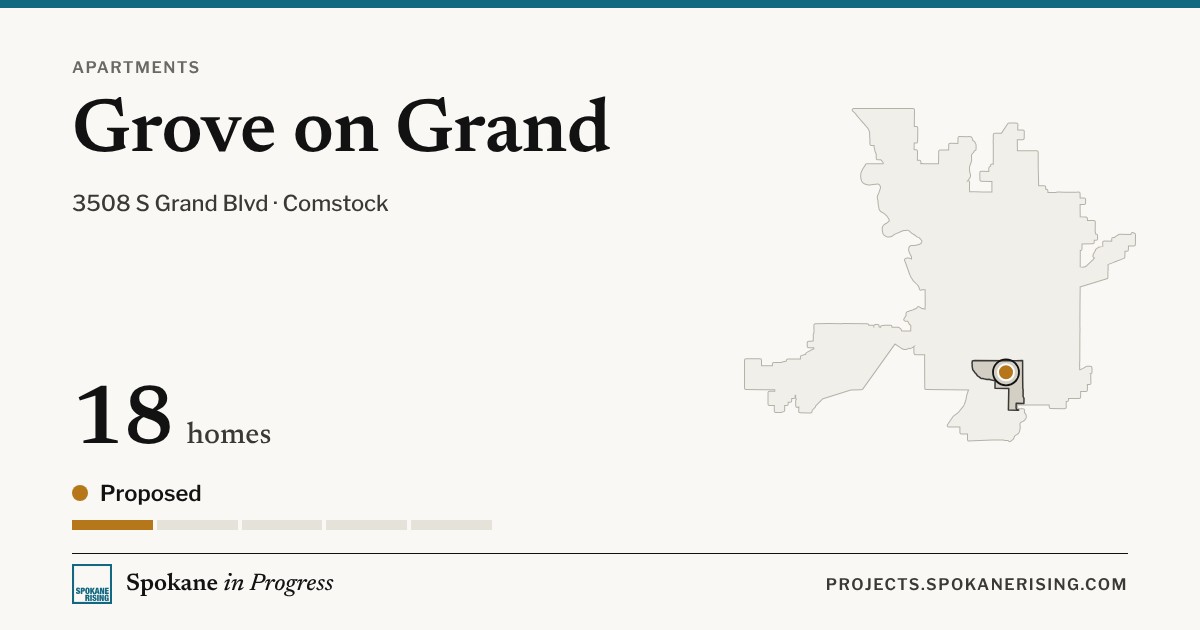 APARTMENTS
Grove on Grand
3508 S Grand Blvd · Comstock
18 homes
Proposed
SPOKANE
RISING
Spokane in Progress
PROJECTS.SPOKANERISING.COM